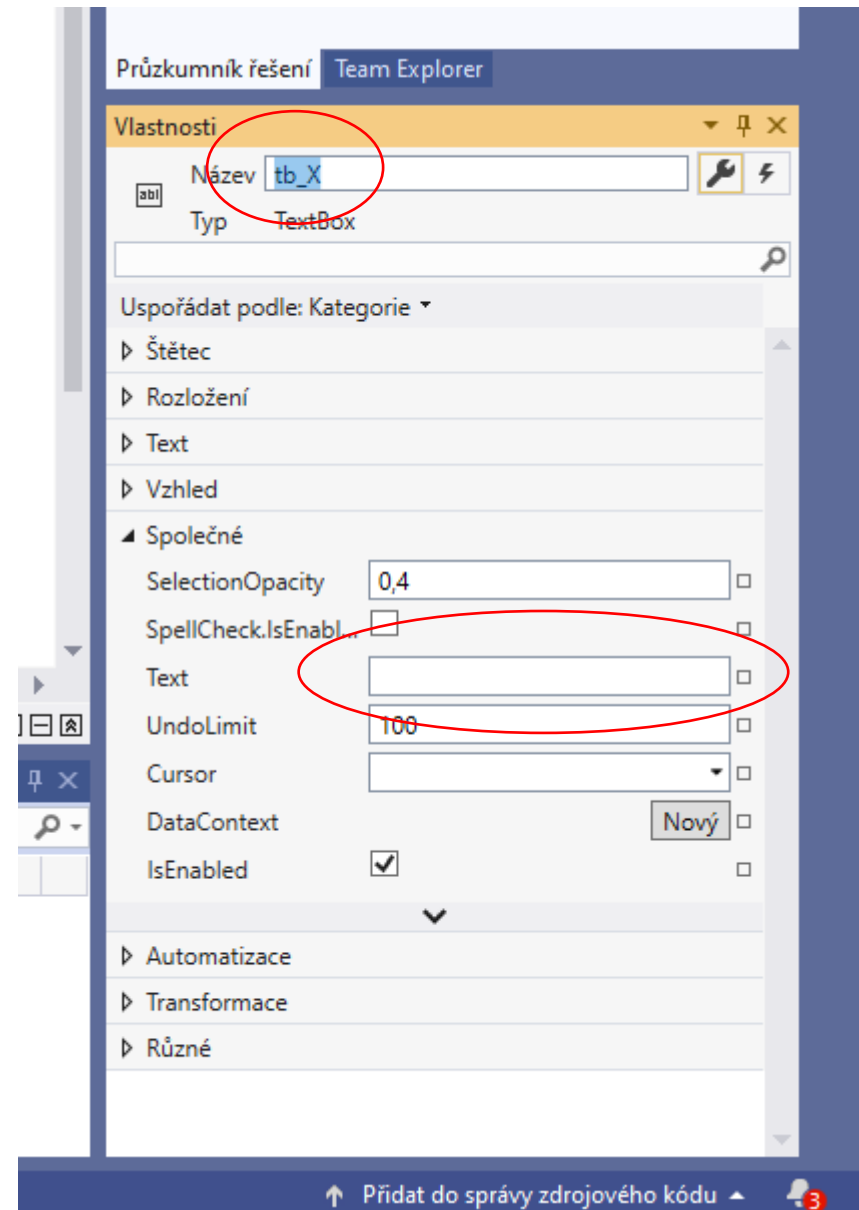 Průzkumník řešení Team Explorer
Vlastnosti
Název tb_X
abl
Typ TextBox
Uspořádat podle: Kategorie
Štětec
Rozložení
Text
Vzhled
Společné
SelectionOpacity 0,4
SpellCheck.IsEnabl...
Text
UndoLimit 100
Cursor
DataContext Nový
IsEnabled
Automatizace
Transformace
Různé
Přidat do správy zdrojového kódu 3